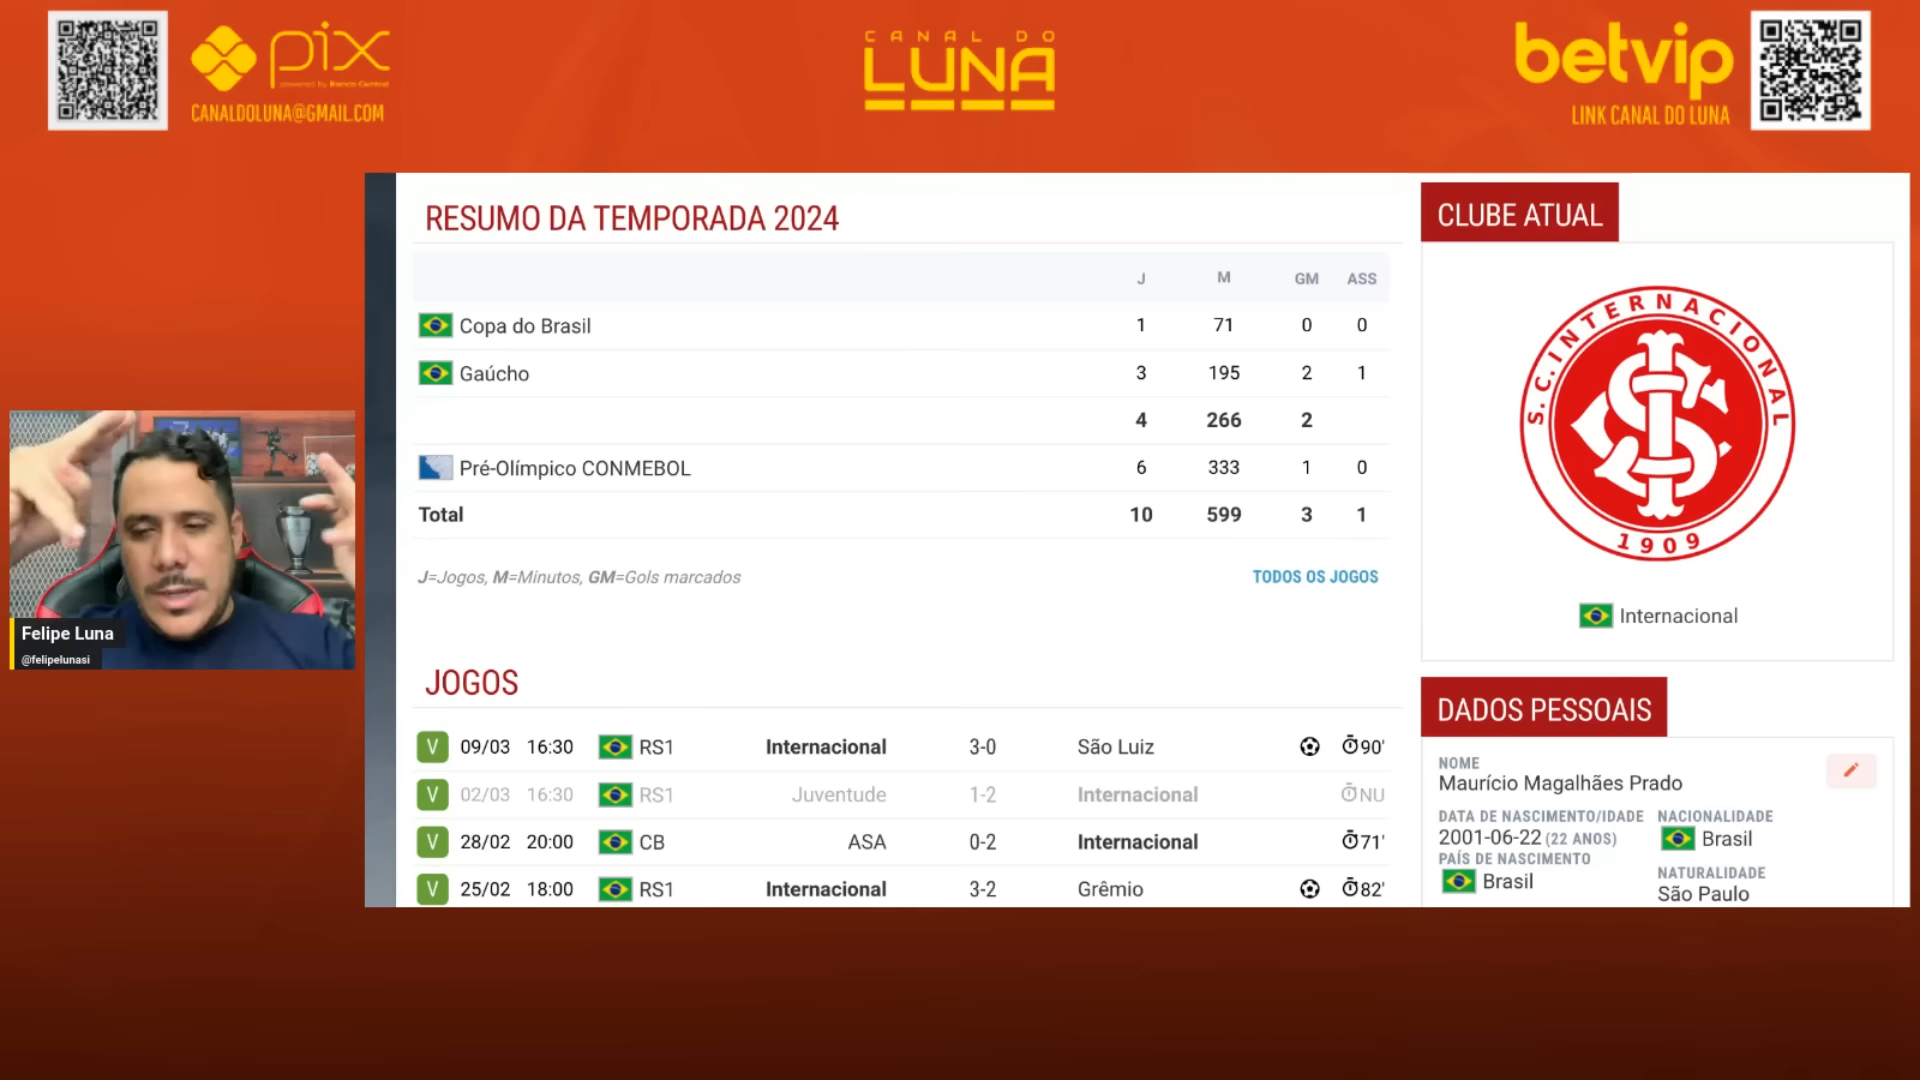 pix
powered by Banco Central
CANALDOLUNA@GMAIL.COM
CANAL DO
LUNA
betvip
LINK CANAL DO LUNA
RESUMO DA TEMPORADA 2024
J M GM ASS
Copa do Brasil 1 71 0 0
Gaúcho 3 195 2 1
4 266 2
Pré-Olímpico CONMEBOL 6 333 1 0
Total 10 599 3 1
J=Jogos, M=Minutos, GM=Gols marcados
TODOS OS JOGOS
JOGOS
V 09/03 16:30 RS1 Internacional 3-0 São Luiz 90'
V 02/03 16:30 RS1 Juventude 1-2 Internacional NU
V 28/02 20:00 CB ASA 0-2 Internacional 71'
V 25/02 18:00 RS1 Internacional 3-2 Grêmio 82'
CLUBE ATUAL
S.C. INTERNACIONAL
1909
Internacional
DADOS PESSOAIS
NOME
Maurício Magalhães Prado
DATA DE NASCIMENTO/IDADE
2001-06-22 (22 ANOS)
NACIONALIDADE
Brasil
PAÍS DE NASCIMENTO
Brasil
NATURALIDADE
São Paulo
Felipe Luna
@felipelunasi